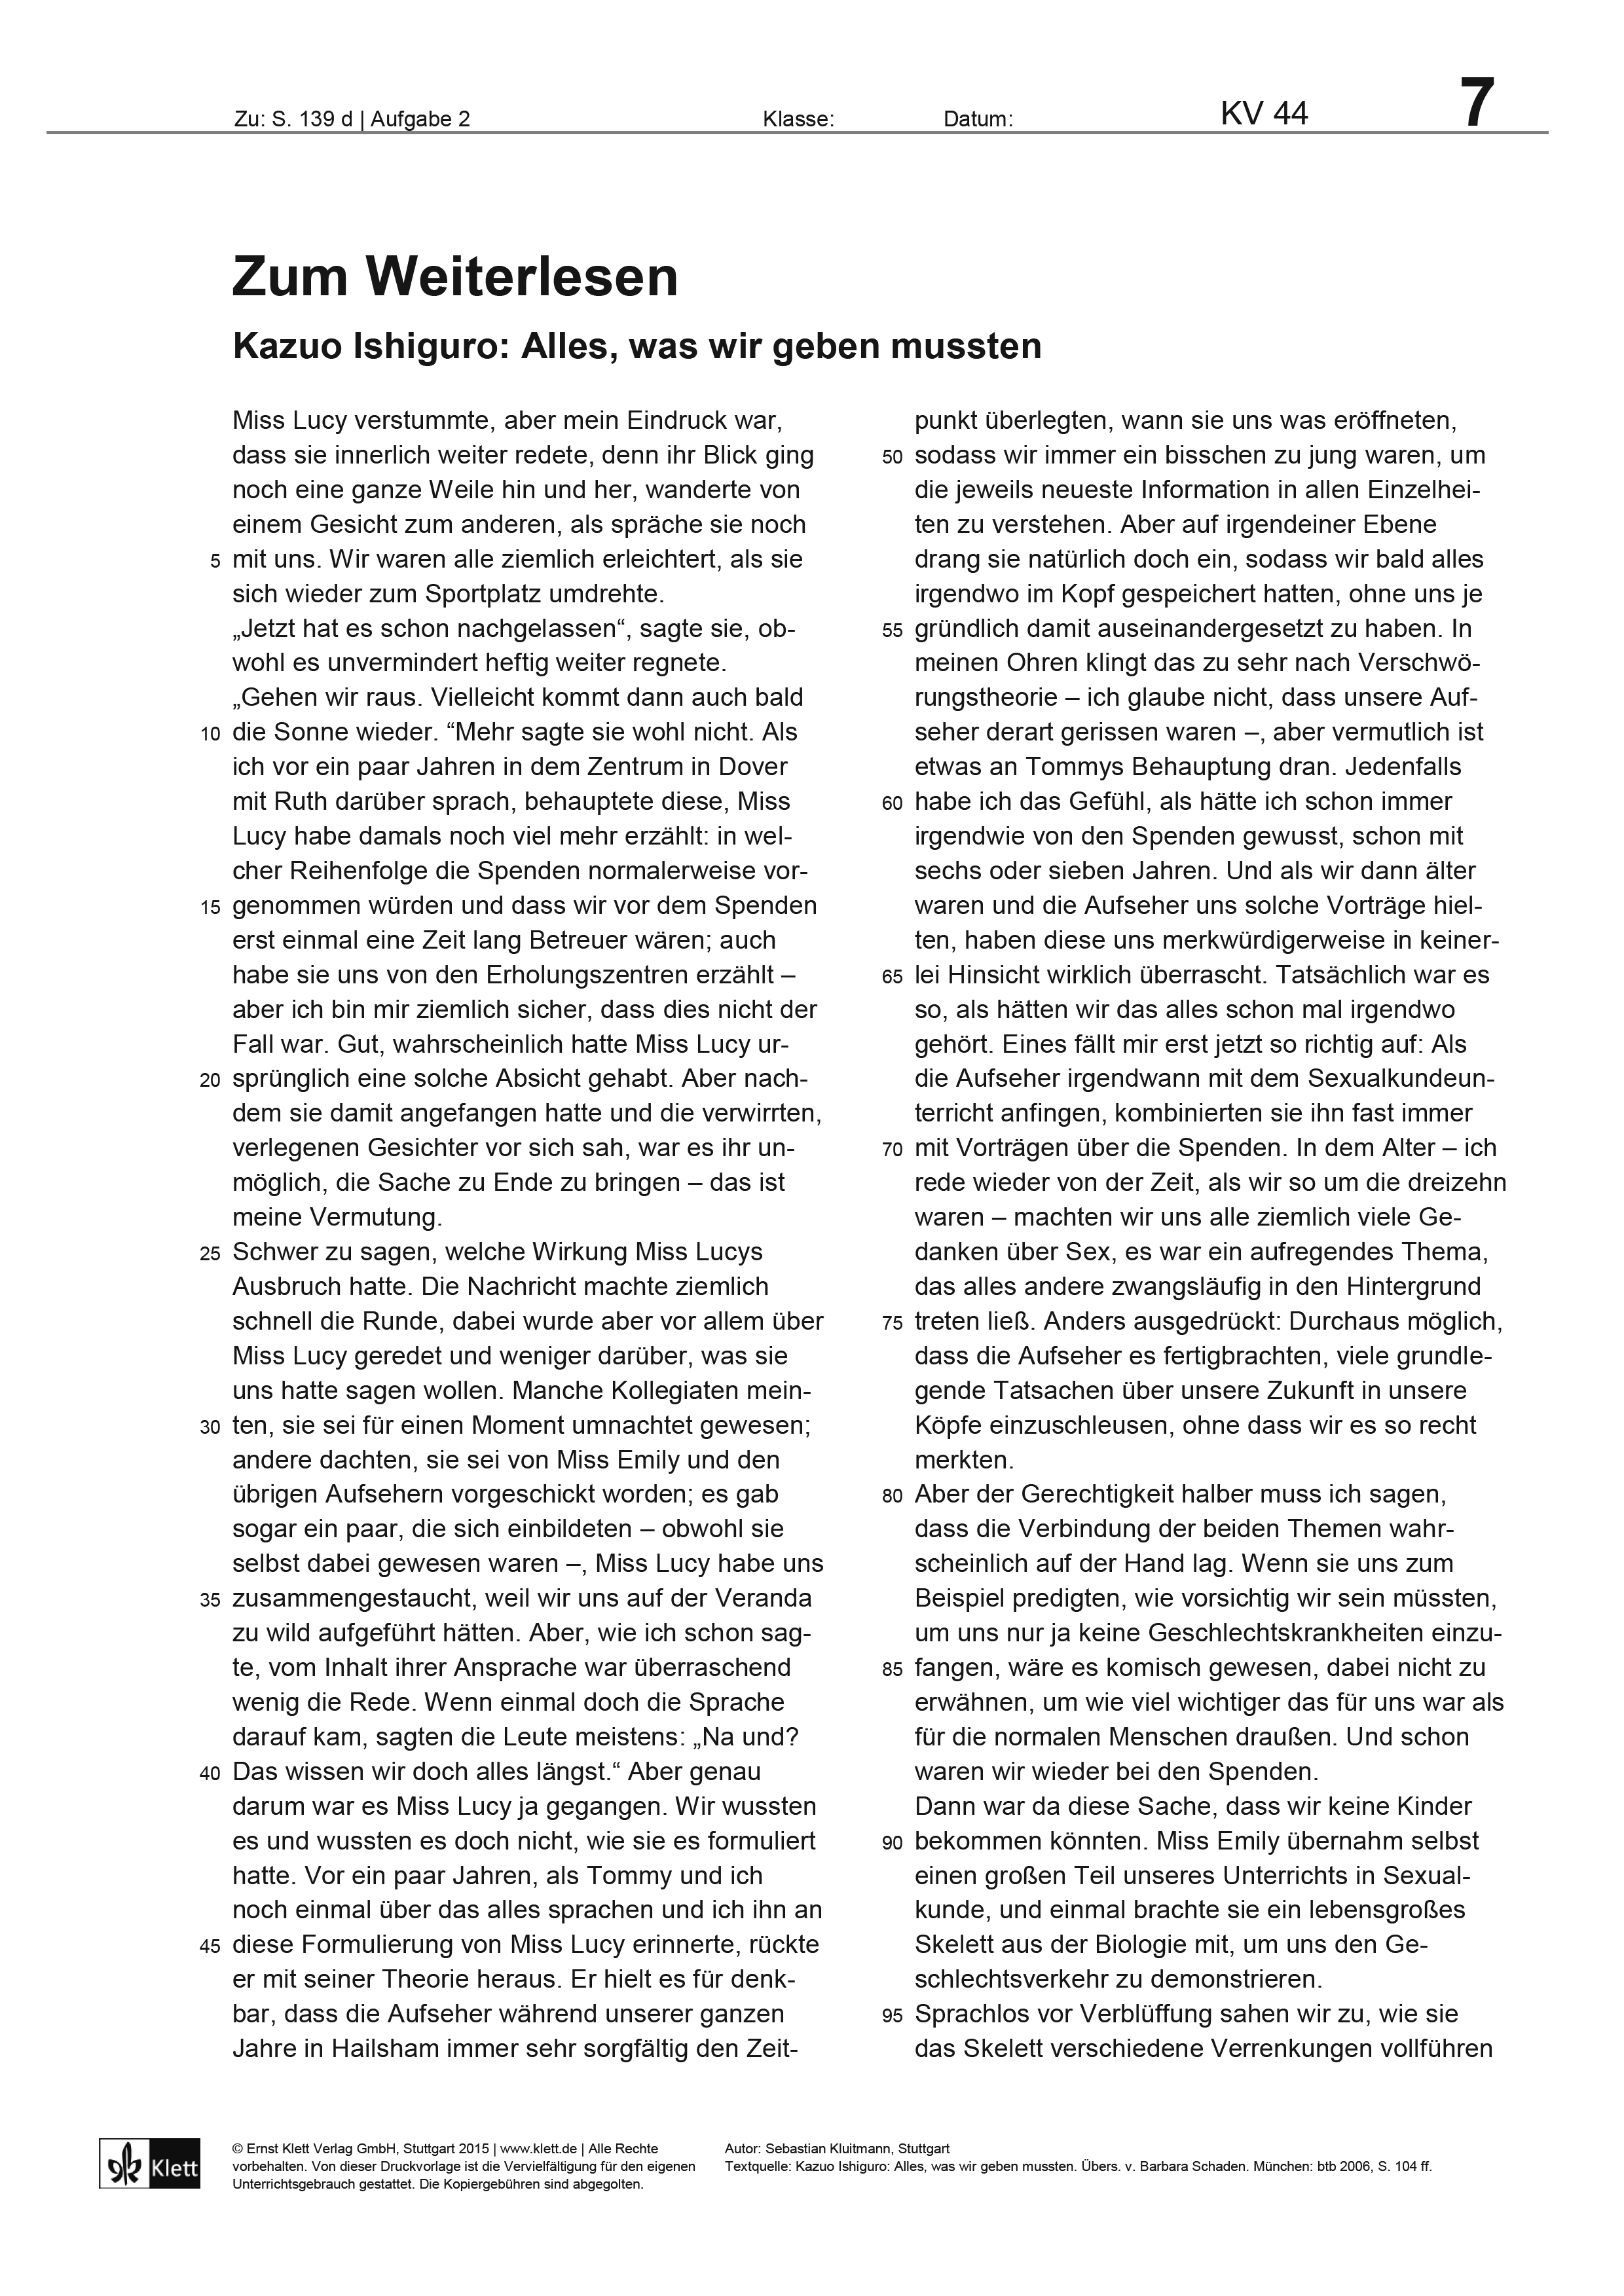 Zu: S. 139 d | Aufgabe 2 Klasse: Datum: KV 44 7
Zum Weiterlesen
Kazuo Ishiguro: Alles, was wir geben mussten
Miss Lucy verstummte, aber mein Eindruck war,
dass sie innerlich weiter redete, denn ihr Blick ging
noch eine ganze Weile hin und her, wanderte von
einem Gesicht zum anderen, als spräche sie noch
5 mit uns. Wir waren alle ziemlich erleichtert, als sie
sich wieder zum Sportplatz umdrehte.
„Jetzt hat es schon nachgelassen“, sagte sie, ob-
wohl es unvermindert heftig weiter regnete.
„Gehen wir raus. Vielleicht kommt dann auch bald
10 die Sonne wieder. “Mehr sagte sie wohl nicht. Als
ich vor ein paar Jahren in dem Zentrum in Dover
mit Ruth darüber sprach, behauptete diese, Miss
Lucy habe damals noch viel mehr erzählt: in wel-
cher Reihenfolge die Spenden normalerweise vor-
15 genommen würden und dass wir vor dem Spenden
erst einmal eine Zeit lang Betreuer wären; auch
habe sie uns von den Erholungszentren erzählt –
aber ich bin mir ziemlich sicher, dass dies nicht der
Fall war. Gut, wahrscheinlich hatte Miss Lucy ur-
20 sprünglich eine solche Absicht gehabt. Aber nach-
dem sie damit angefangen hatte und die verwirrten,
verlegenen Gesichter vor sich sah, war es ihr un-
möglich, die Sache zu Ende zu bringen – das ist
meine Vermutung.
25 Schwer zu sagen, welche Wirkung Miss Lucys
Ausbruch hatte. Die Nachricht machte ziemlich
schnell die Runde, dabei wurde aber vor allem über
Miss Lucy geredet und weniger darüber, was sie
uns hatte sagen wollen. Manche Kollegiaten mein-
30 ten, sie sei für einen Moment umnachtet gewesen;
andere dachten, sie sei von Miss Emily und den
übrigen Aufsehern vorgeschickt worden; es gab
sogar ein paar, die sich einbildeten – obwohl sie
selbst dabei gewesen waren –, Miss Lucy habe uns
35 zusammengestaucht, weil wir uns auf der Veranda
zu wild aufgeführt hätten. Aber, wie ich schon sag-
te, vom Inhalt ihrer Ansprache war überraschend
wenig die Rede. Wenn einmal doch die Sprache
darauf kam, sagten die Leute meistens: „Na und?
40 Das wissen wir doch alles längst.“ Aber genau
darum war es Miss Lucy ja gegangen. Wir wussten
es und wussten es doch nicht, wie sie es formuliert
hatte. Vor ein paar Jahren, als Tommy und ich
noch einmal über das alles sprachen und ich ihn an
45 diese Formulierung von Miss Lucy erinnerte, rückte
er mit seiner Theorie heraus. Er hielt es für denk-
bar, dass die Aufseher während unserer ganzen
Jahre in Hailsham immer sehr sorgfältig den Zeit-
punkt überlegten, wann sie uns was eröffneten,
50 sodass wir immer ein bisschen zu jung waren, um
die jeweils neueste Information in allen Einzelhei-
ten zu verstehen. Aber auf irgendeiner Ebene
drang sie natürlich doch ein, sodass wir bald alles
irgendwo im Kopf gespeichert hatten, ohne uns je
55 gründlich damit auseinandergesetzt zu haben. In
meinen Ohren klingt das zu sehr nach Verschwö-
rungstheorie – ich glaube nicht, dass unsere Auf-
seher derart gerissen waren –, aber vermutlich ist
etwas an Tommys Behauptung dran. Jedenfalls
60 habe ich das Gefühl, als hätte ich schon immer
irgendwie von den Spenden gewusst, schon mit
sechs oder sieben Jahren. Und als wir dann älter
waren und die Aufseher uns solche Vorträge hiel-
ten, haben diese uns merkwürdigerweise in keiner-
65 lei Hinsicht wirklich überrascht. Tatsächlich war es
so, als hätten wir das alles schon mal irgendwo
gehört. Eines fällt mir erst jetzt so richtig auf: Als
die Aufseher irgendwann mit dem Sexualkundeun-
terricht anfingen, kombinierten sie ihn fast immer
70 mit Vorträgen über die Spenden. In dem Alter – ich
rede wieder von der Zeit, als wir so um die dreizehn
waren – machten wir uns alle ziemlich viele Ge-
danken über Sex, es war ein aufregendes Thema,
das alles andere zwangsläufig in den Hintergrund
75 treten ließ. Anders ausgedrückt: Durchaus möglich,
dass die Aufseher es fertigbrachten, viele grundle-
gende Tatsachen über unsere Zukunft in unsere
Köpfe einzuschleusen, ohne dass wir es so recht
merkten.
80 Aber der Gerechtigkeit halber muss ich sagen,
dass die Verbindung der beiden Themen wahr-
scheinlich auf der Hand lag. Wenn sie uns zum
Beispiel predigten, wie vorsichtig wir sein müssten,
um uns nur ja keine Geschlechtskrankheiten einzu-
85 fangen, wäre es komisch gewesen, dabei nicht zu
erwähnen, um wie viel wichtiger das für uns war als
für die normalen Menschen draußen. Und schon
waren wir wieder bei den Spenden.
Dann war da diese Sache, dass wir keine Kinder
90 bekommen könnten. Miss Emily übernahm selbst
einen großen Teil unseres Unterrichts in Sexual-
kunde, und einmal brachte sie ein lebensgroßes
Skelett aus der Biologie mit, um uns den Ge-
schlechtsverkehr zu demonstrieren.
95 Sprachlos vor Verblüffung sahen wir zu, wie sie
das Skelett verschiedene Verrenkungen vollführen
Klett
© Ernst Klett Verlag GmbH, Stuttgart 2015 | www.klett.de | Alle Rechte
vorbehalten. Von dieser Druckvorlage ist die Vervielfältigung für den eigenen
Unterrichtsgebrauch gestattet. Die Kopiergebühren sind abgegolten.
Autor: Sebastian Kluitmann, Stuttgart
Textquelle: Kazuo Ishiguro: Alles, was wir geben mussten. Übers. v. Barbara Schaden. München: btb 2006, S. 104 ff.